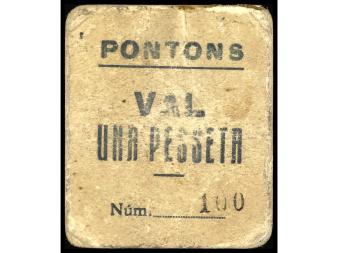 PONTONS
VAL
UNA PESSETA
Núm. 100